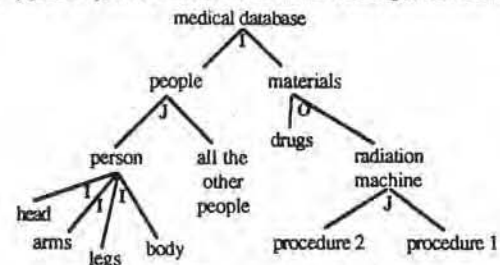 medical database
I
people materials
J O
drugs
person all the radiation
other machine
people
I I I J
head
arms
legs
body
procedure 2 procedure 1